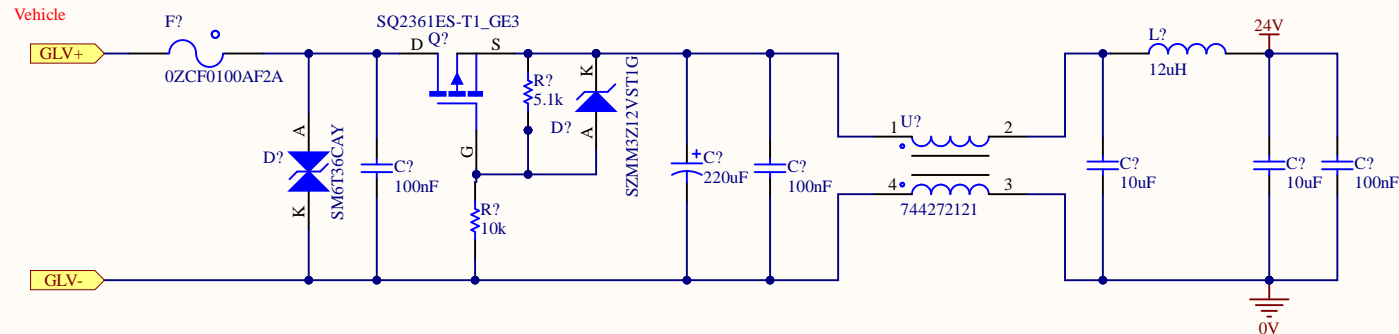 Vehicle
GLV+
F?
0ZCF0100AF2A
SQ2361ES-T1_GE3
Q?
D
S
G
R?
5.1k
K
D?
A
SZMM3Z12VST1G
A
D?
K
SM6T36CAY
C?
100nF
R?
10k
C?
220uF
C?
100nF
U?
1
2
4
3
744272121
C?
10uF
L?
12uH
24V
C?
10uF
C?
100nF
GLV-
0V